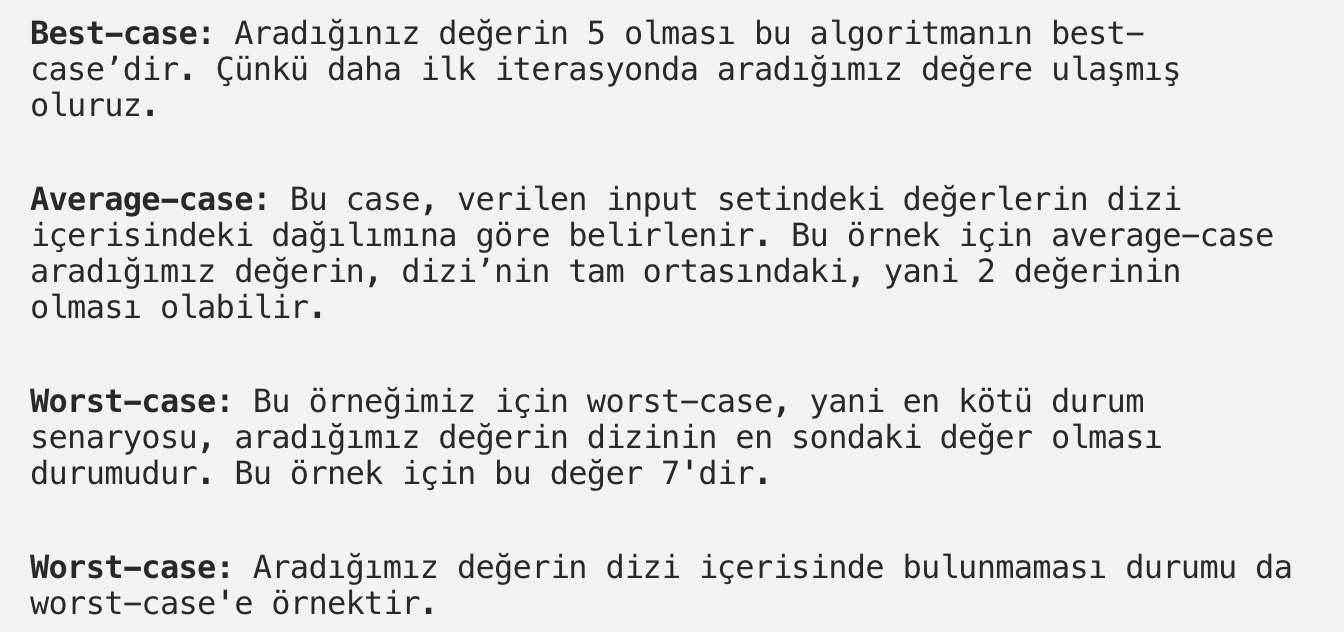 Best-case: Aradığınız değerin 5 olması bu algoritmanın best-
case’dir. Çünkü daha ilk iterasyonda aradığımız değere ulaşmış
oluruz.
Average-case: Bu case, verilen input setindeki değerlerin dizi
içerisindeki dağılımına göre belirlenir. Bu örnek için average-case
aradığımız değerin, dizi’nin tam ortasındaki, yani 2 değerinin
olması olabilir.
Worst-case: Bu örneğimiz için worst-case, yani en kötü durum
senaryosu, aradığımız değerin dizinin en sondaki değer olması
durumudur. Bu örnek için bu değer 7'dir.
Worst-case: Aradığımız değerin dizi içerisinde bulunmaması durumu da
worst-case'e örnektir.